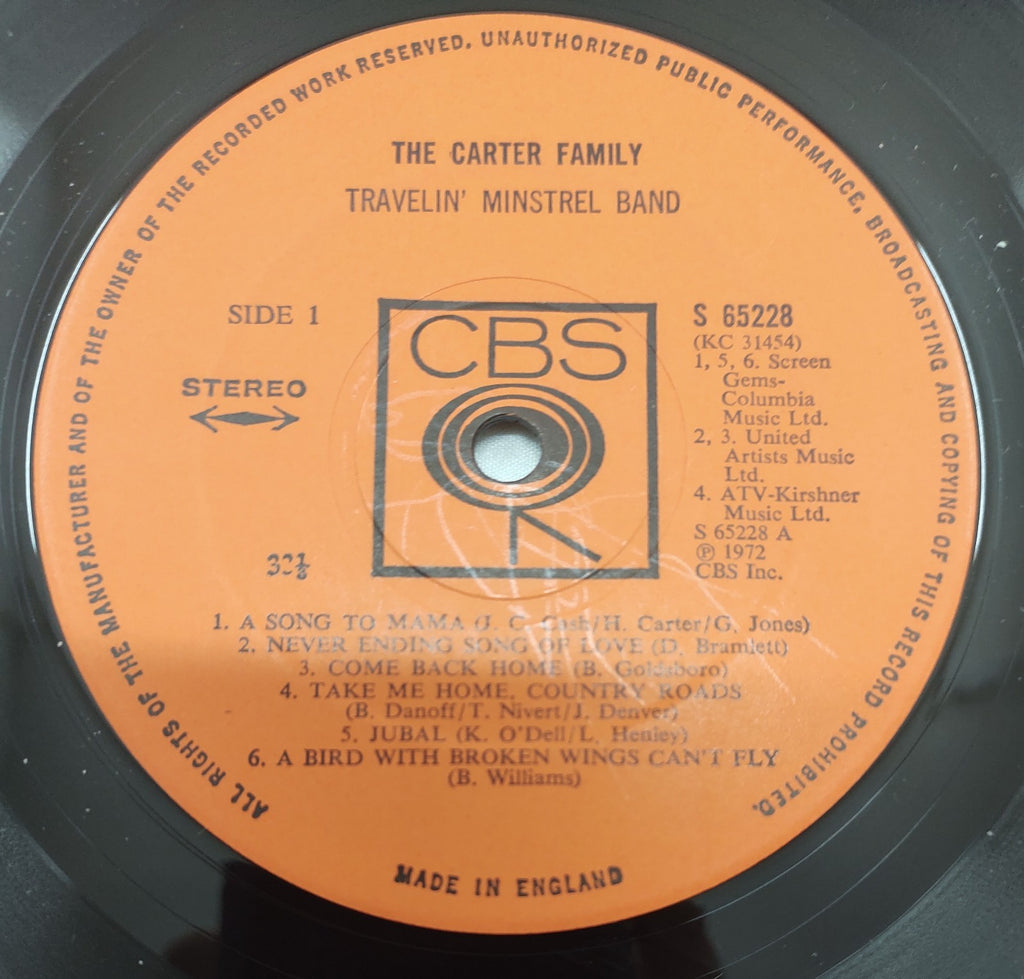 ALL RIGHTS OF THE MANUFACTURER AND OF THE OWNER OF THE RECORDED WORK RESERVED. UNAUTHORIZED PUBLIC PERFORMANCE, BROADCASTING AND COPYING OF THIS RECORD PROHIBITED.
THE CARTER FAMILY
TRAVELIN' MINSTREL BAND
SIDE 1
STEREO
33⅓
CBS
S 65228
(KC 31454)
1, 5, 6. Screen
Gems-
Columbia
Music Ltd.
2, 3. United
Artists Music
Ltd.
4. ATV-Kirshner
Music Ltd.
S 65228 A
℗ 1972
CBS Inc.
1. A SONG TO MAMA (J. C. Cash/H. Carter/G. Jones)
2. NEVER ENDING SONG OF LOVE (D. Bramlett)
3. COME BACK HOME (B. Goldsboro)
4. TAKE ME HOME, COUNTRY ROADS
(B. Danoff/T. Nivert/J. Denver)
5. JUBAL (K. O'Dell/L. Henley)
6. A BIRD WITH BROKEN WINGS CAN'T FLY
(B. Williams)
MADE IN ENGLAND